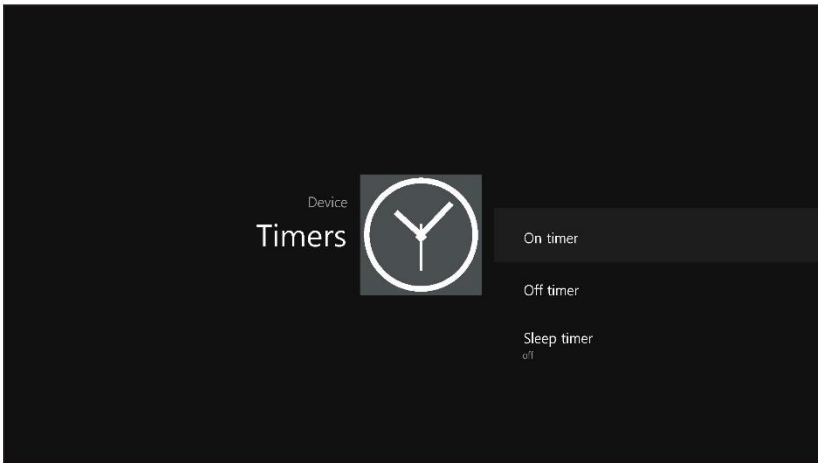 Device
Timers
On timer
Off timer
Sleep timer
off